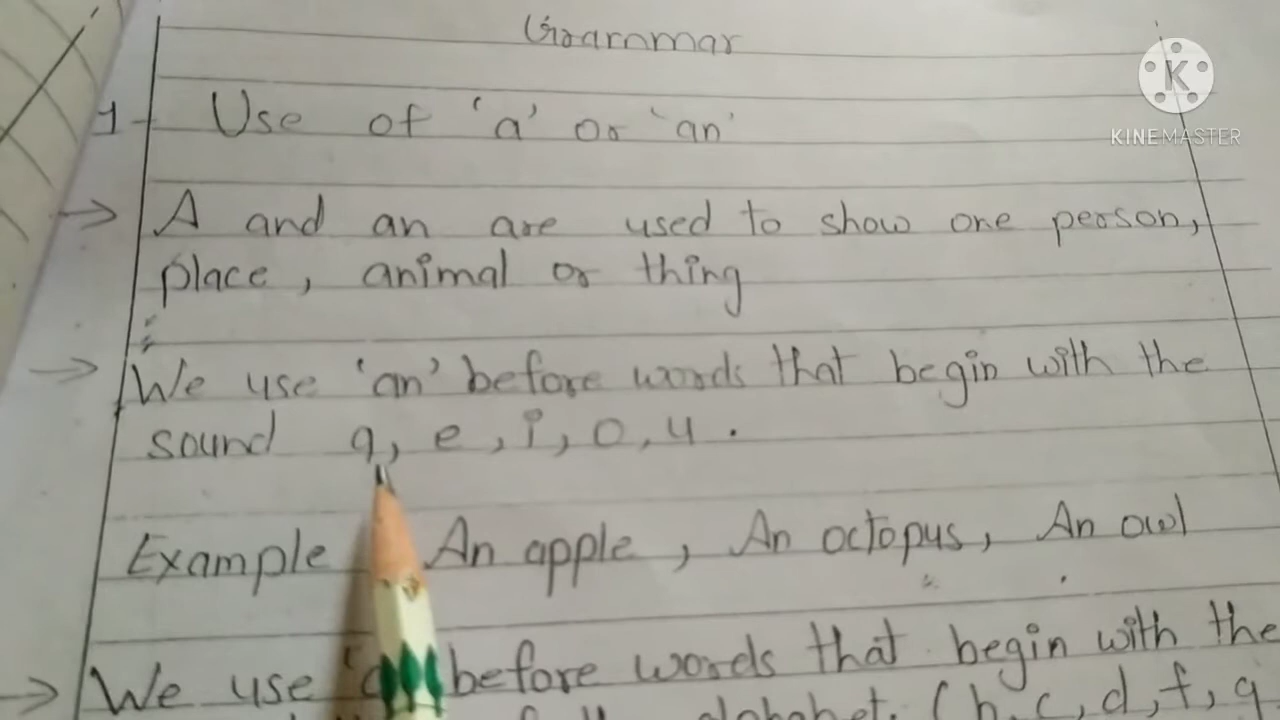 Grammar
1 Use of 'a' or 'an'
KINEMASTER
→ A and an are used to show one person,
place, animal or thing
→ We use 'an' before words that begin with the
sound a, e, i, o, u.
Example An apple, An octopus, An owl
→ We use before words that begin with the
alphabet. (b, c, d, f, g